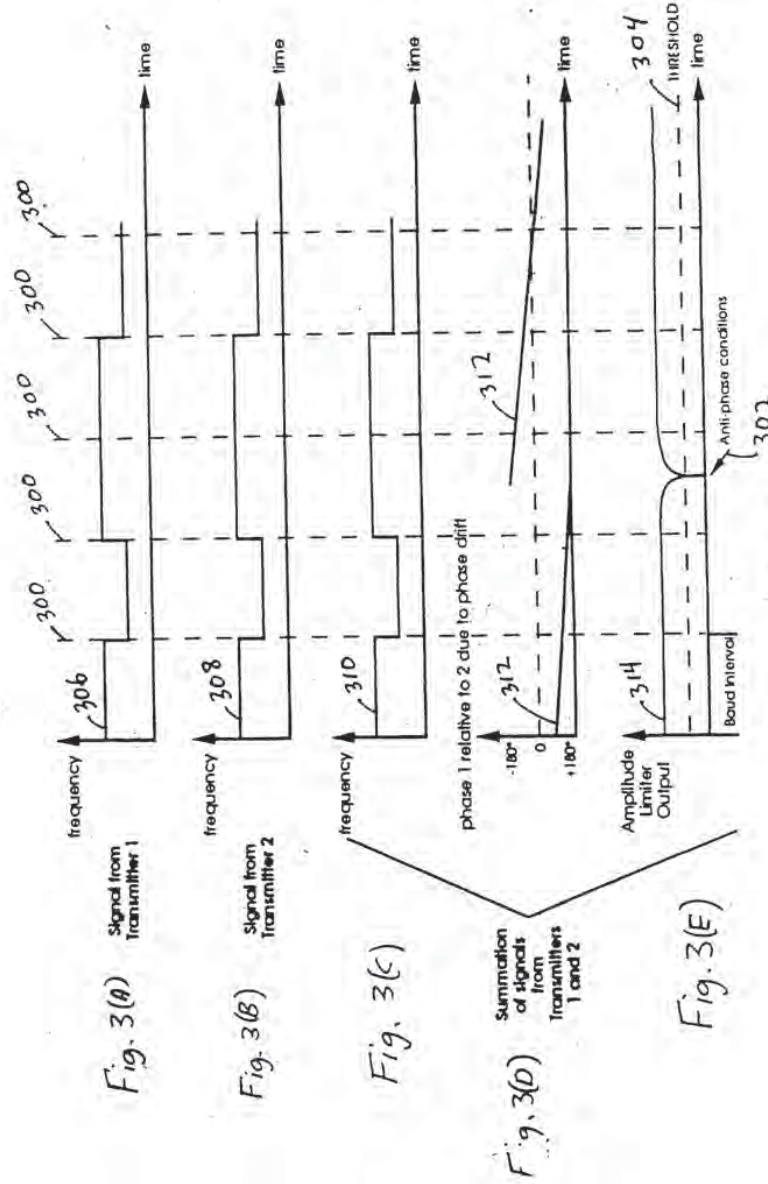 300
300
300
300
300
306
frequency
time
Signal from
Transmitter 1
Fig. 3(A)
308
frequency
time
Signal from
Transmitter 2
Fig. 3(B)
310
frequency
time
Fig. 3(C)
phase 1 relative to 2 due to phase drift
312
312
-180°
0
+180°
time
Summation
of signals
from
Transmitters
1 and 2
Fig. 3(D)
314
Amplitude
Limiter
Output
304
THRESHOLD
time
Baud Interval
Anti-phase conditions
302
Fig. 3(E)